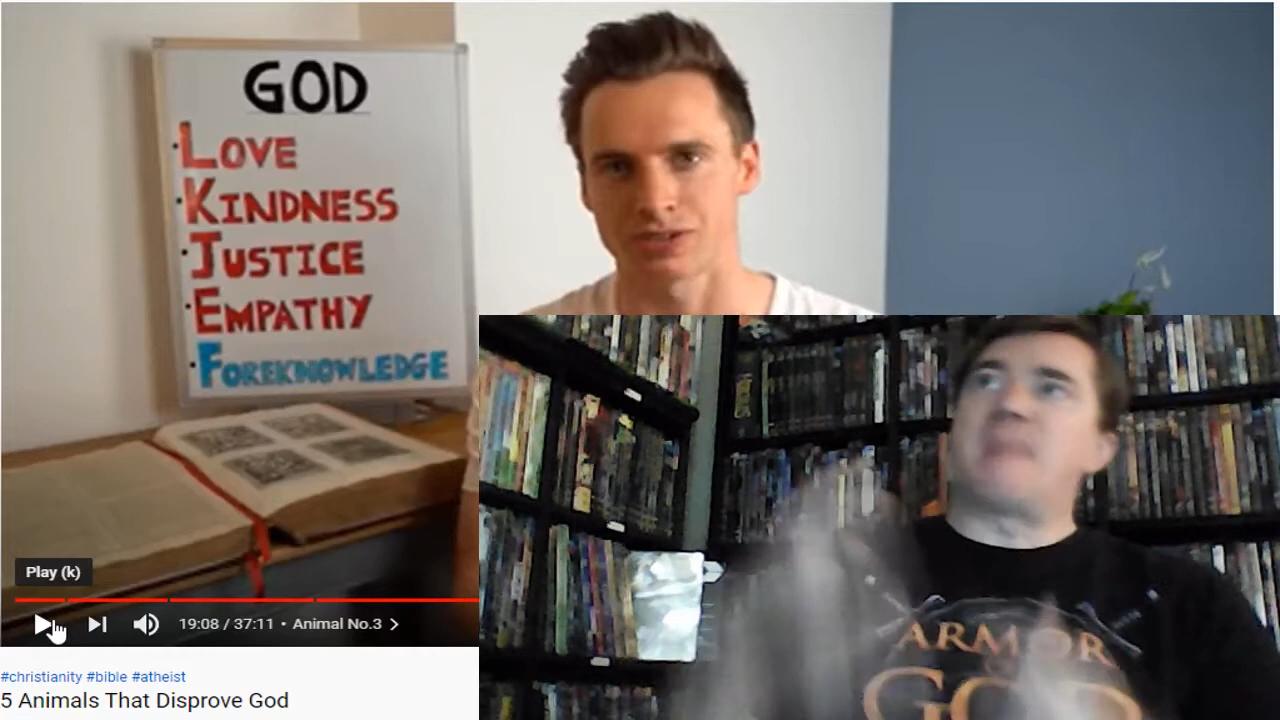 GOD
LOVE
KINDNESS
JUSTICE
EMPATHY
FOREKNOWLEDGE
Play (k)
19:08 / 37:11 • Animal No.3 >
#christianity #bible #atheist
5 Animals That Disprove God
ARMOR
GOD